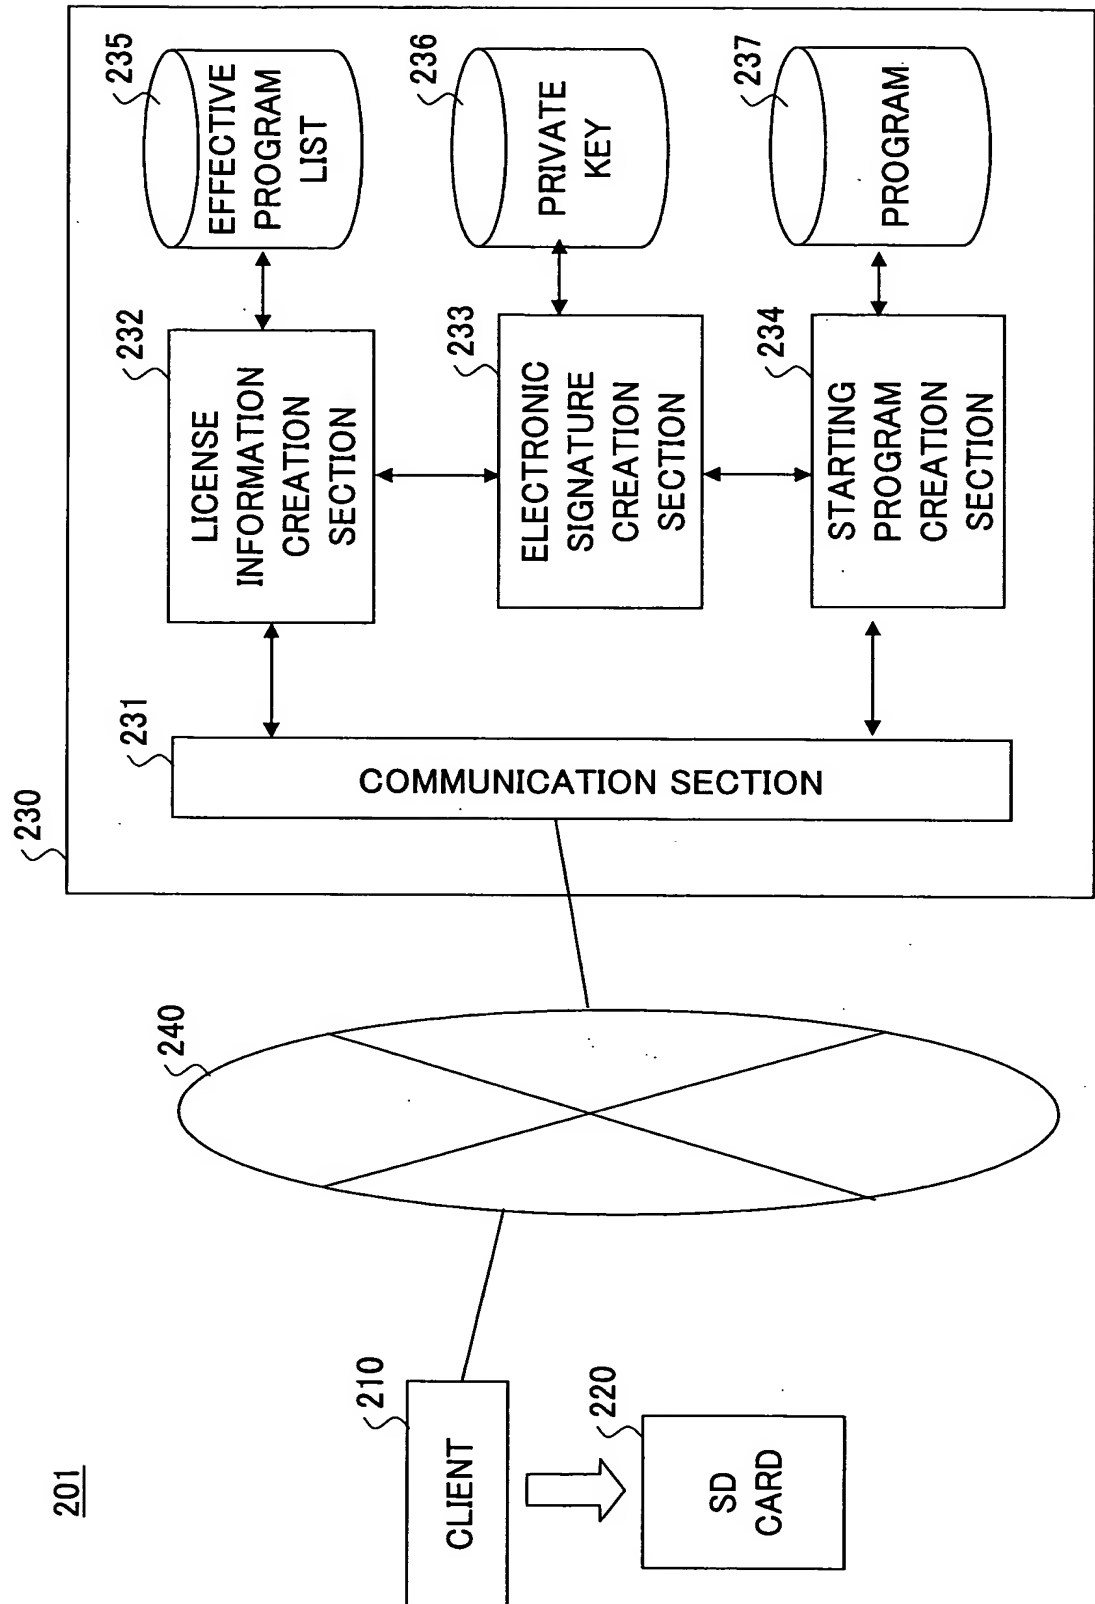 201
230
231
COMMUNICATION SECTION
232
LICENSE
INFORMATION
CREATION
SECTION
235
EFFECTIVE
PROGRAM
LIST
233
ELECTRONIC
SIGNATURE
CREATION
SECTION
236
PRIVATE
KEY
234
STARTING
PROGRAM
CREATION
SECTION
237
PROGRAM
240
210
CLIENT
220
SD
CARD